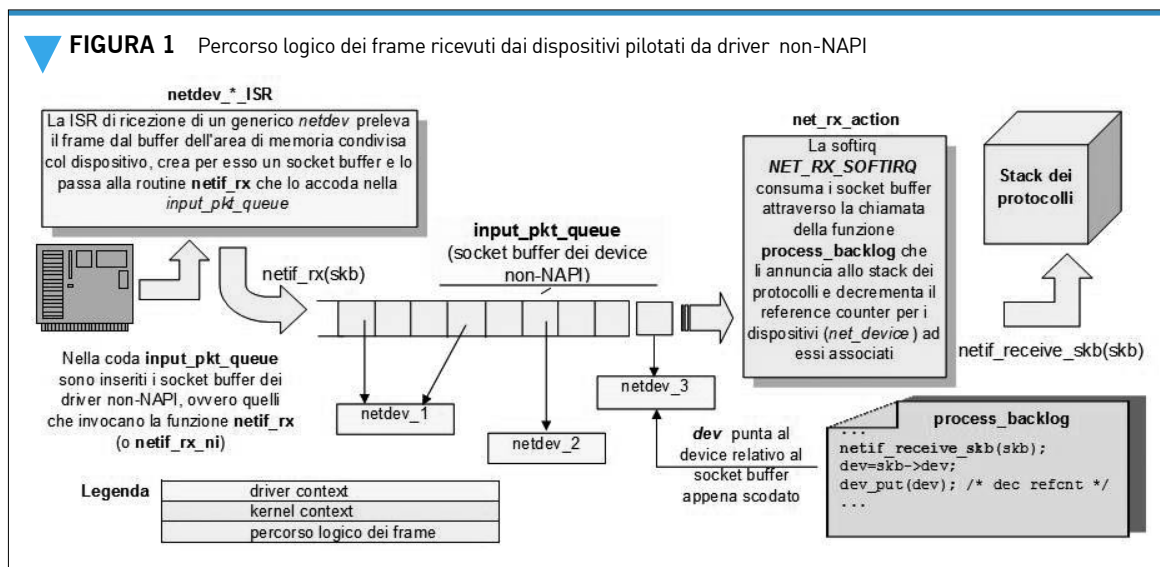 FIGURA 1 Percorso logico dei frame ricevuti dai dispositivi pilotati da driver non-NAPI
netdev_*_ISR
La ISR di ricezione di un generico netdev preleva
il frame dal buffer dell'area di memoria condivisa
col dispositivo, crea per esso un socket buffer e lo
passa alla routine netif_rx che lo accoda nella
input_pkt_queue
netif_rx(skb)
input_pkt_queue
(socket buffer dei device
non-NAPI)
net_rx_action
La softirq
NET_RX_SOFTIRQ
consuma i socket buffer
attraverso la chiamata
della funzione
process_backlog che
li annuncia allo stack dei
protocolli e decrementa il
reference counter per i
dispositivi (net_device) ad
essi associati
Stack dei
protocolli
netif_receive_skb(skb)
Nella coda input_pkt_queue
sono inseriti i socket buffer dei
driver non-NAPI, ovvero quelli
che invocano la funzione netif_rx
(o netif_rx_ni)
netdev_1
netdev_2
netdev_3
dev punta al
device relativo al
socket buffer
appena scodato
process_backlog
...
netif_receive_skb(skb);
dev=skb->dev;
dev_put(dev); /* dec refcnt */
...
Legenda
driver context
kernel context
percorso logico dei frame